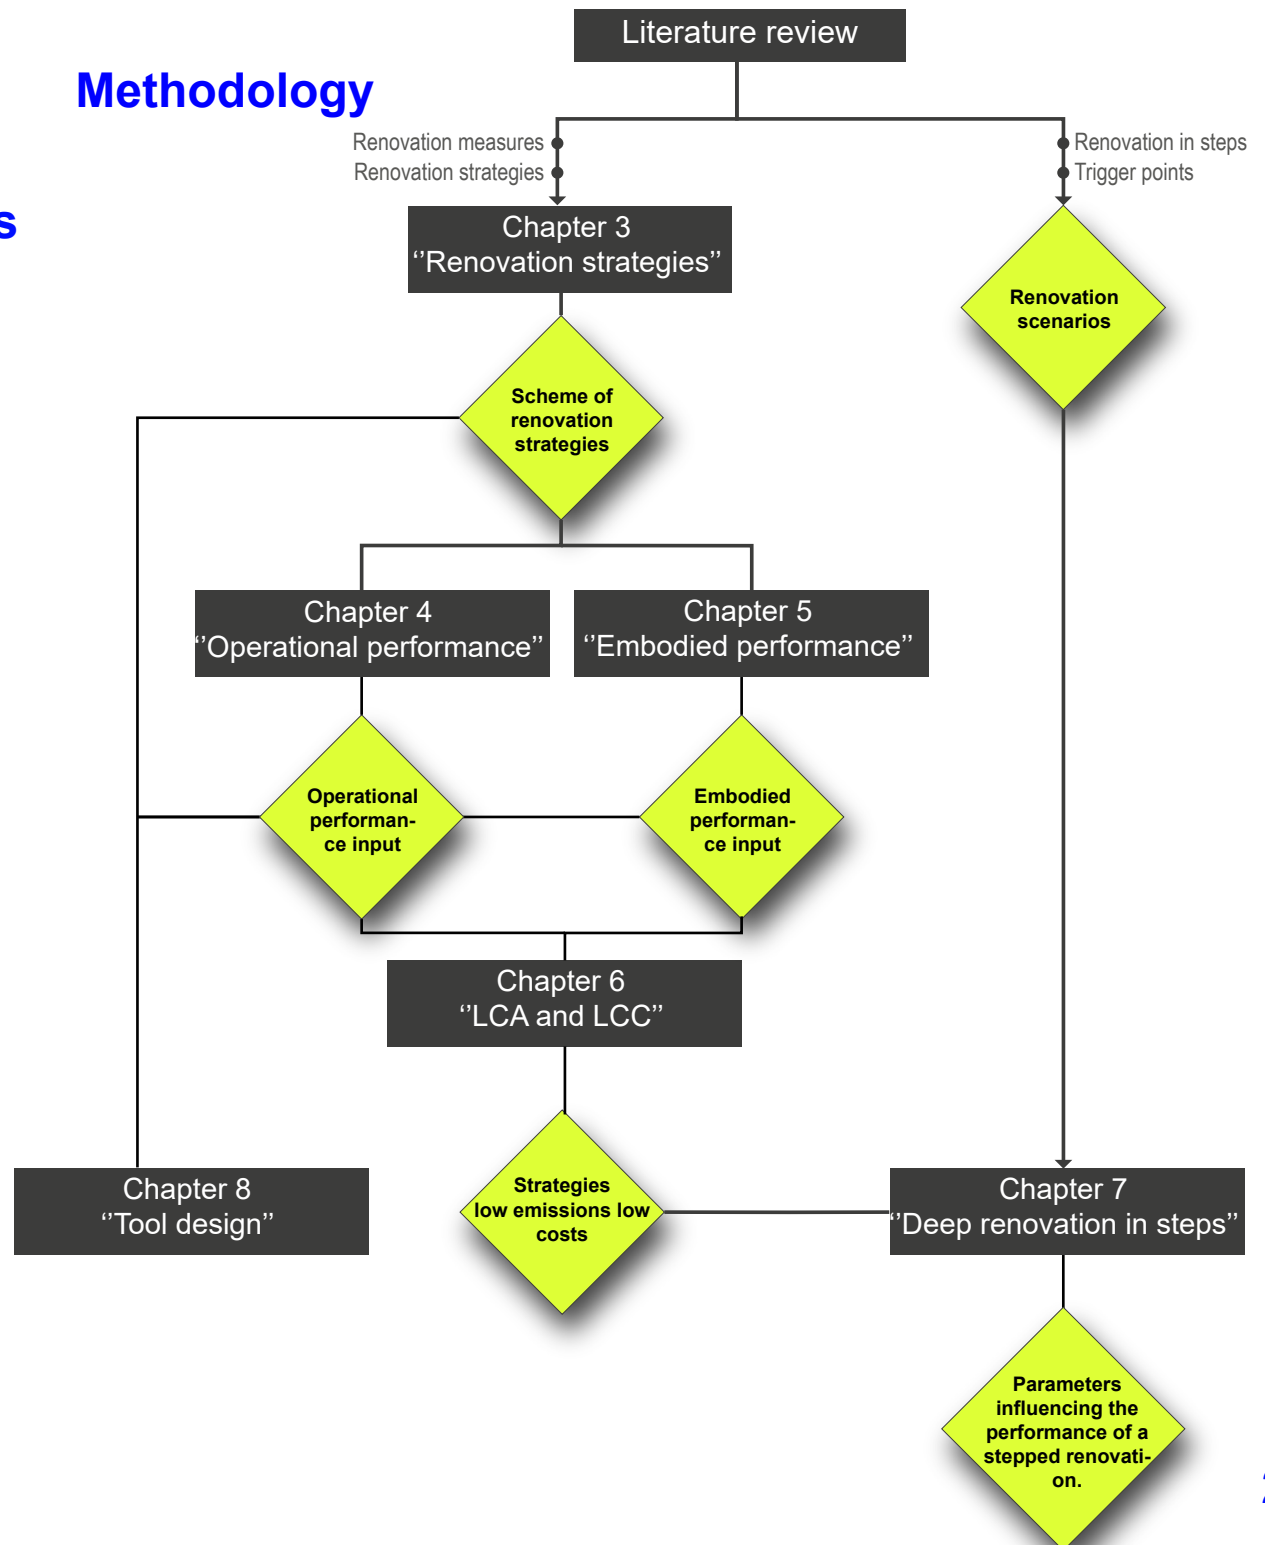 Literature review
Methodology
Renovation measures
Renovation strategies
Renovation in steps
Trigger points
s
Chapter 3
‘’Renovation strategies’’
Renovation
scenarios
Scheme of
renovation
strategies
Chapter 4
‘’Operational performance’’
Chapter 5
‘’Embodied performance’’
Operational
performan-
ce input
Embodied
performan-
ce input
Chapter 6
‘’LCA and LCC’’
Chapter 8
‘’Tool design’’
Strategies
low emissions low
costs
Chapter 7
‘’Deep renovation in steps’’
Parameters
influencing the
performance of a
stepped renovati-
on.